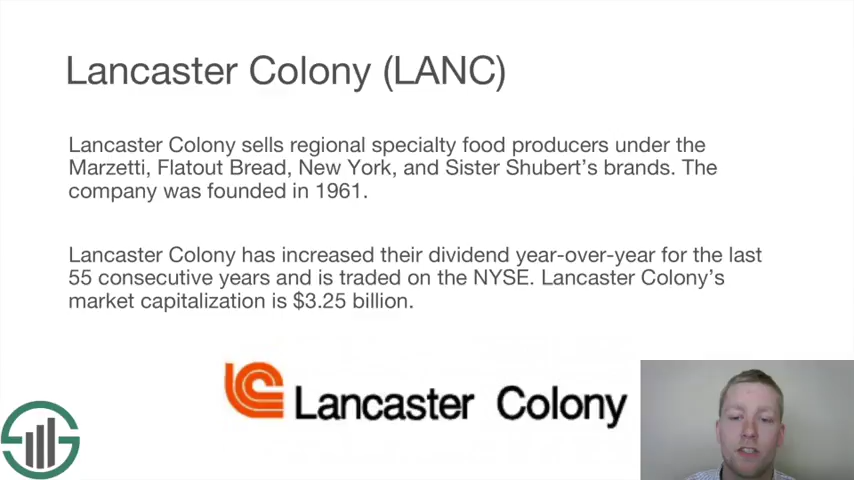 Lancaster Colony (LANC)
Lancaster Colony sells regional specialty food producers under the
Marzetti, Flatout Bread, New York, and Sister Shubert's brands. The
company was founded in 1961.
Lancaster Colony has increased their dividend year-over-year for the last
55 consecutive years and is traded on the NYSE. Lancaster Colony's
market capitalization is $3.25 billion.
Lancaster Colony